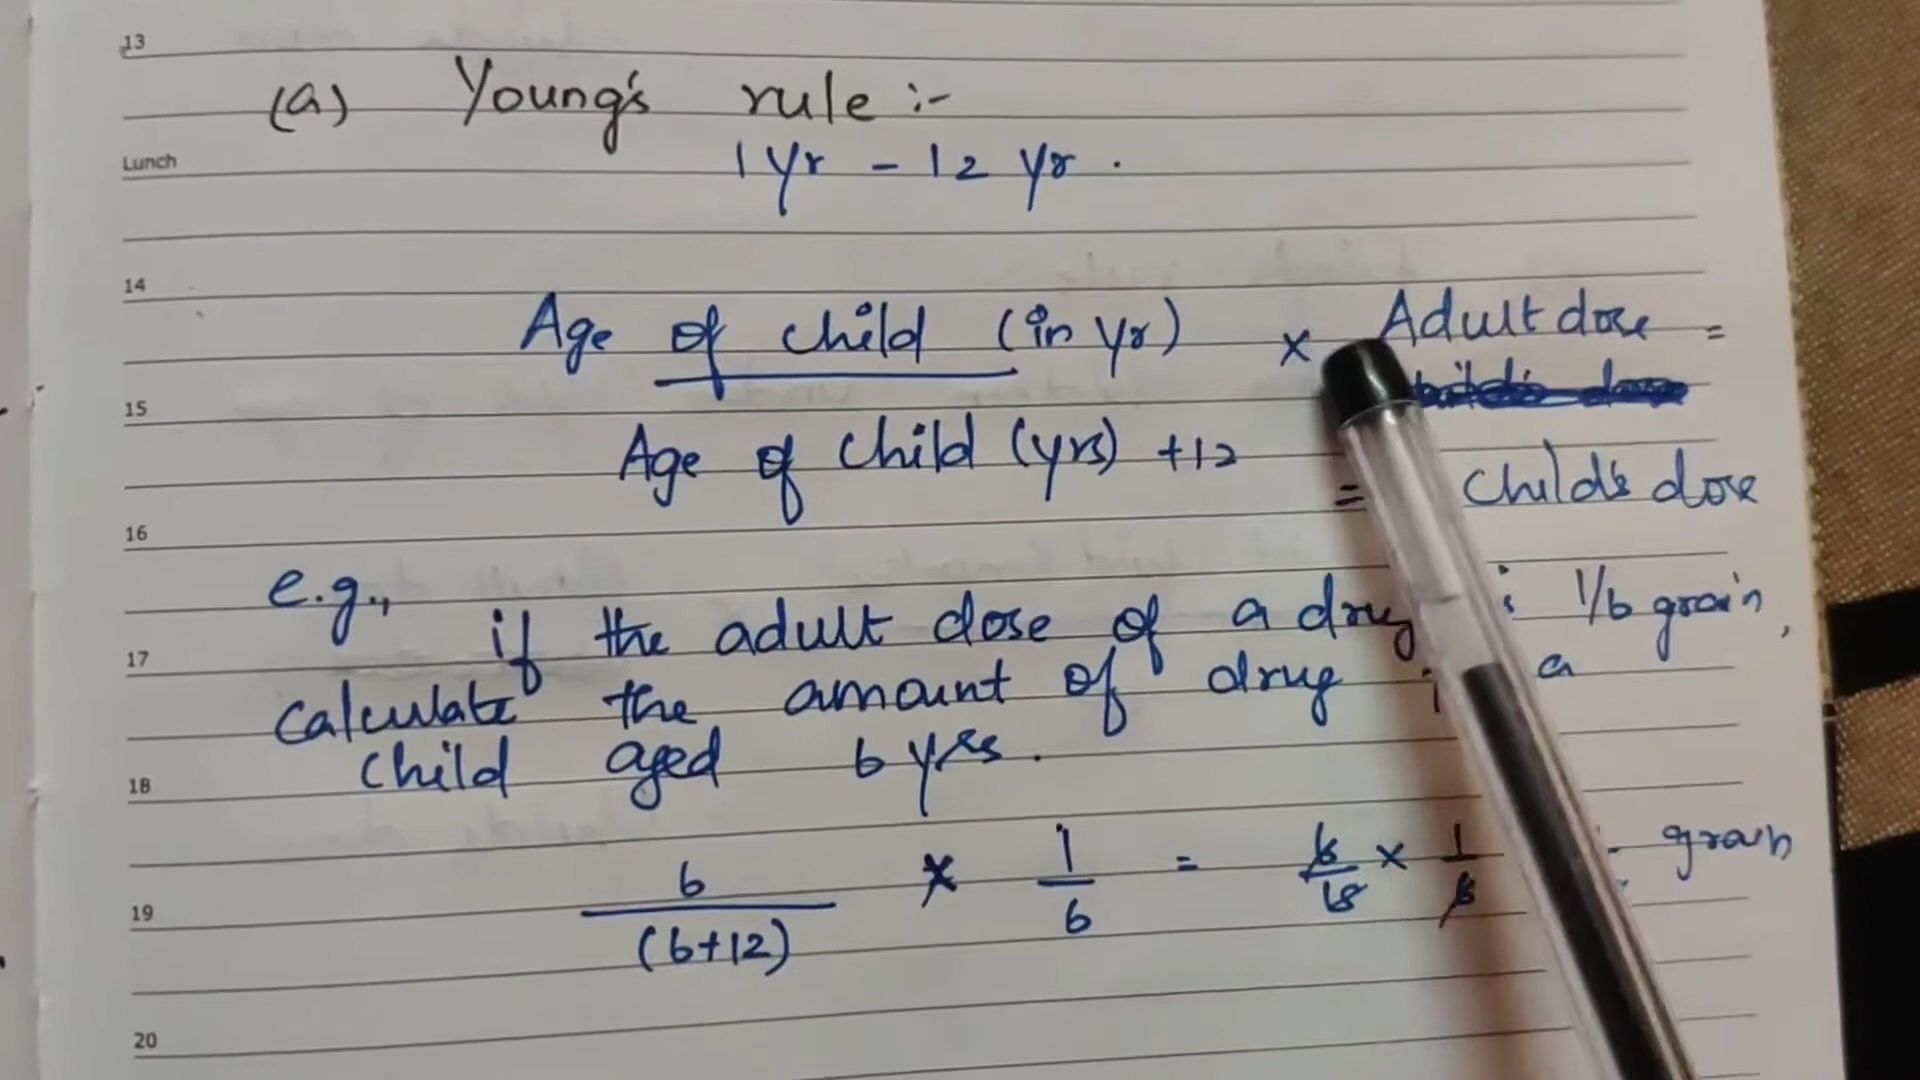 13
(a) Young's rule :-
Lunch
1 yr - 12 yr.
14
Age of child (in yr) × Adult dose =
15
Age of child (yrs) +12
= Child's dose
16
e.g.,
if the adult dose of a drug 1/6 grain,
17
calculate the amount of drug a
child aged 6 yrs.
18
6 × 1 = 6 × 1 grain
19
(6+12) 6 18 6
20